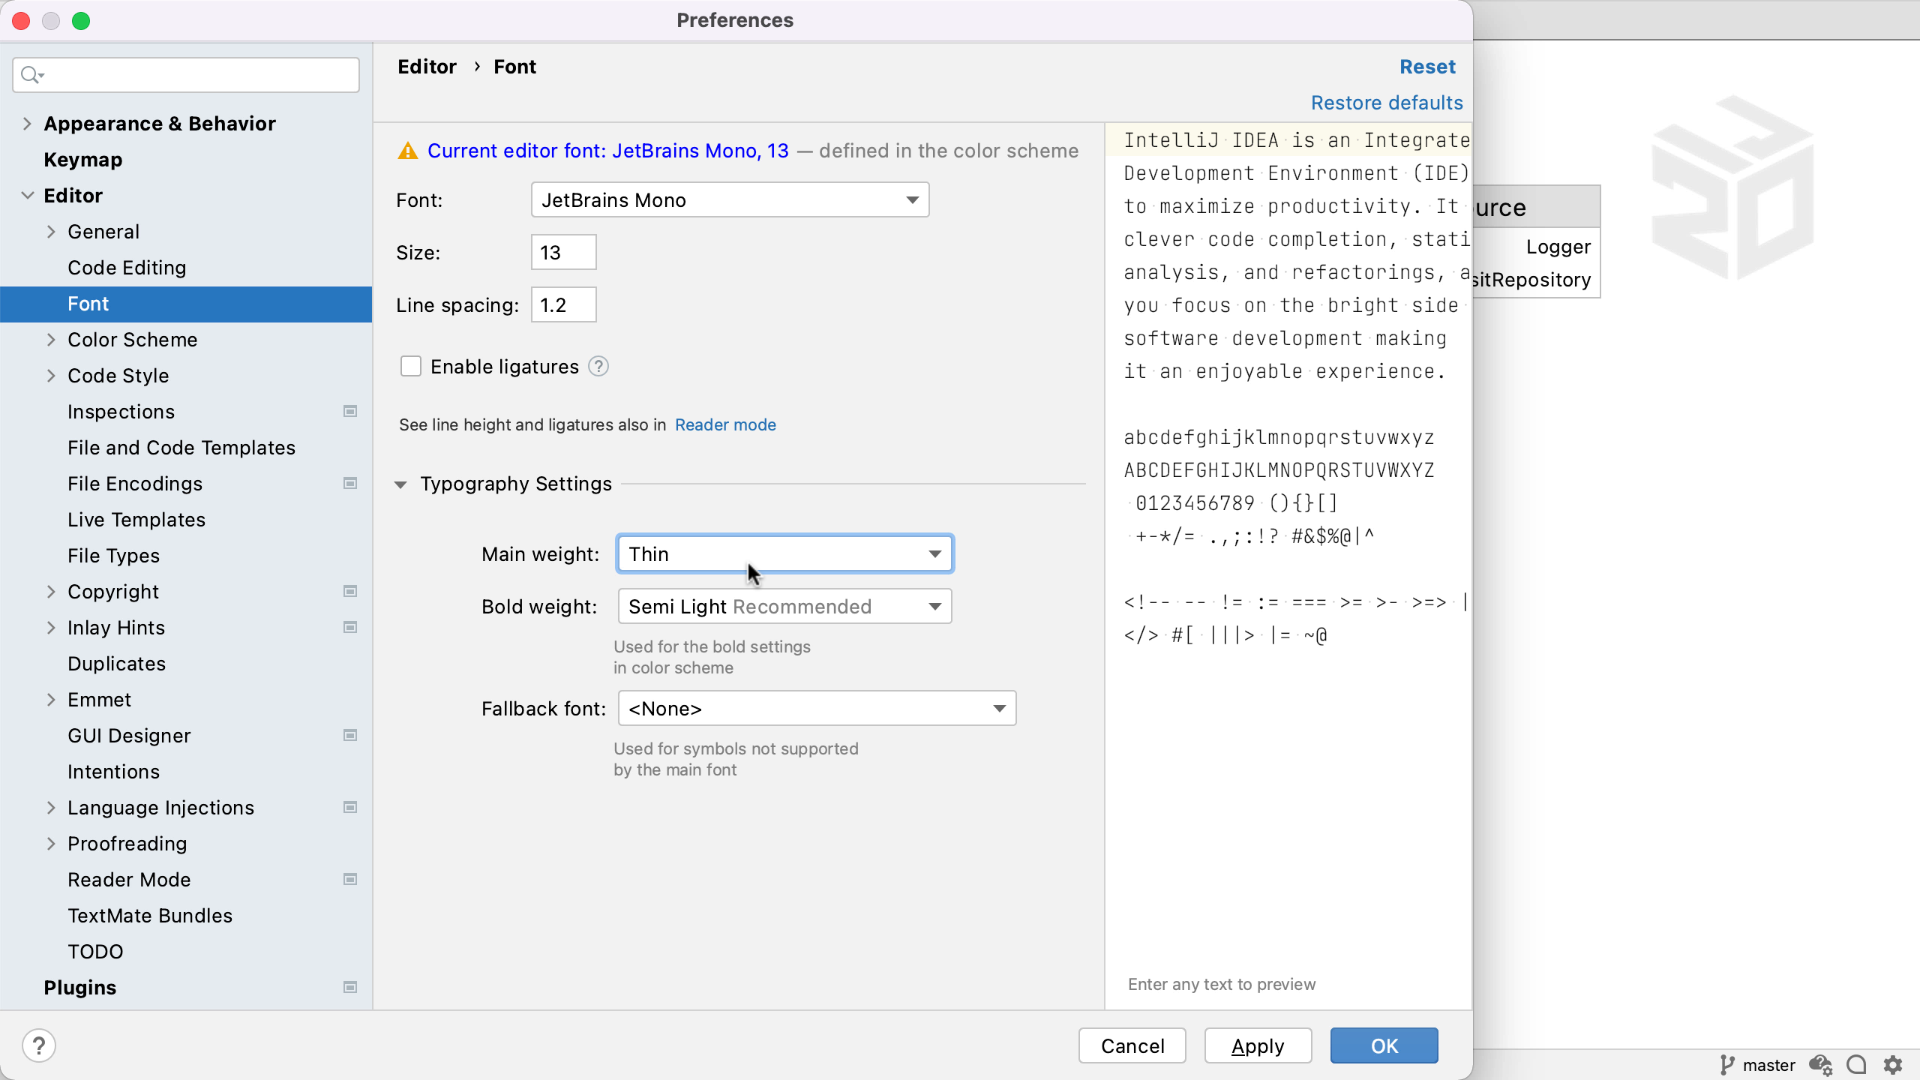 Preferences
Editor › Font
Reset
Restore defaults
Appearance & Behavior
Keymap
Editor
General
Code Editing
Font
Color Scheme
Code Style
Inspections
File and Code Templates
File Encodings
Live Templates
File Types
Copyright
Inlay Hints
Duplicates
Emmet
GUI Designer
Intentions
Language Injections
Proofreading
Reader Mode
TextMate Bundles
TODO
Plugins
Current editor font: JetBrains Mono, 13 — defined in the color scheme
Font: JetBrains Mono
Size: 13
Line spacing: 1.2
Enable ligatures ?
See line height and ligatures also in Reader mode
Typography Settings
Main weight: Thin
Bold weight: Semi Light Recommended
Used for the bold settings
in color scheme
Fallback font: <None>
Used for symbols not supported
by the main font
IntelliJ IDEA is an Integrate
Development Environment (IDE)
to maximize productivity. It
clever code completion, stati
analysis, and refactorings, a
you focus on the bright side
software development making
it an enjoyable experience.
abcdefghijklmnopqrstuvwxyz
ABCDEFGHIJKLMNOPQRSTUVWXYZ
0123456789 (){}[]
+-*/= .,;:!? #&$%@|^
<!-- -- != := === >= >- >=> |
</> #[ |||> |= ~@
Enter any text to preview
?
Cancel
Apply
OK
urce
Logger
sitRepository
master